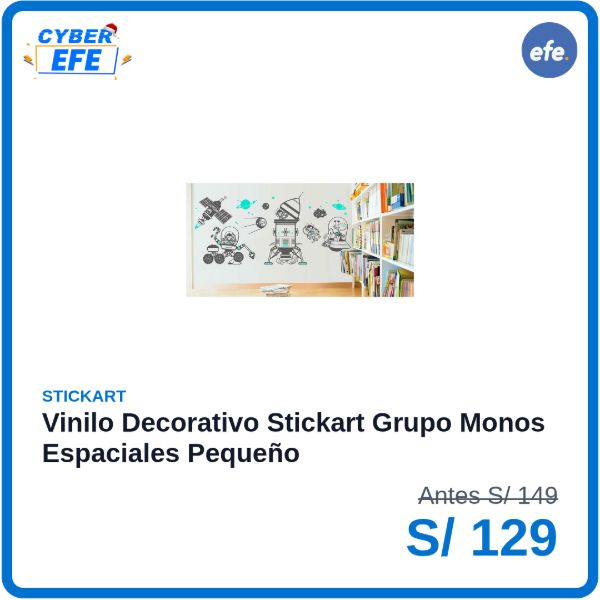 CYBER
EFE
efe.
STICKART
Vinilo Decorativo Stickart Grupo Monos
Espaciales Pequeño
Antes S/ 149
S/ 129